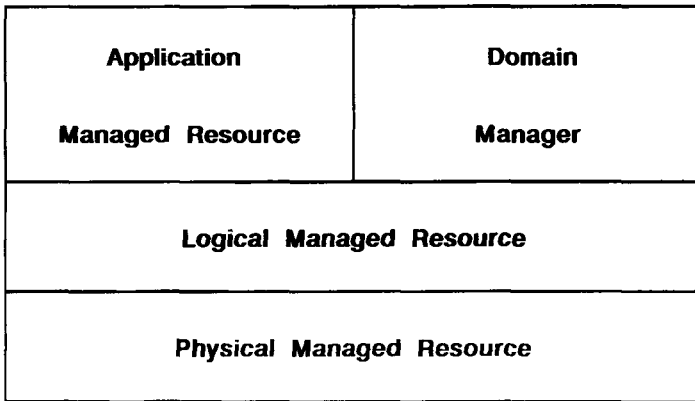 Application
Managed Resource
Domain
Manager
Logical Managed Resource
Physical Managed Resource